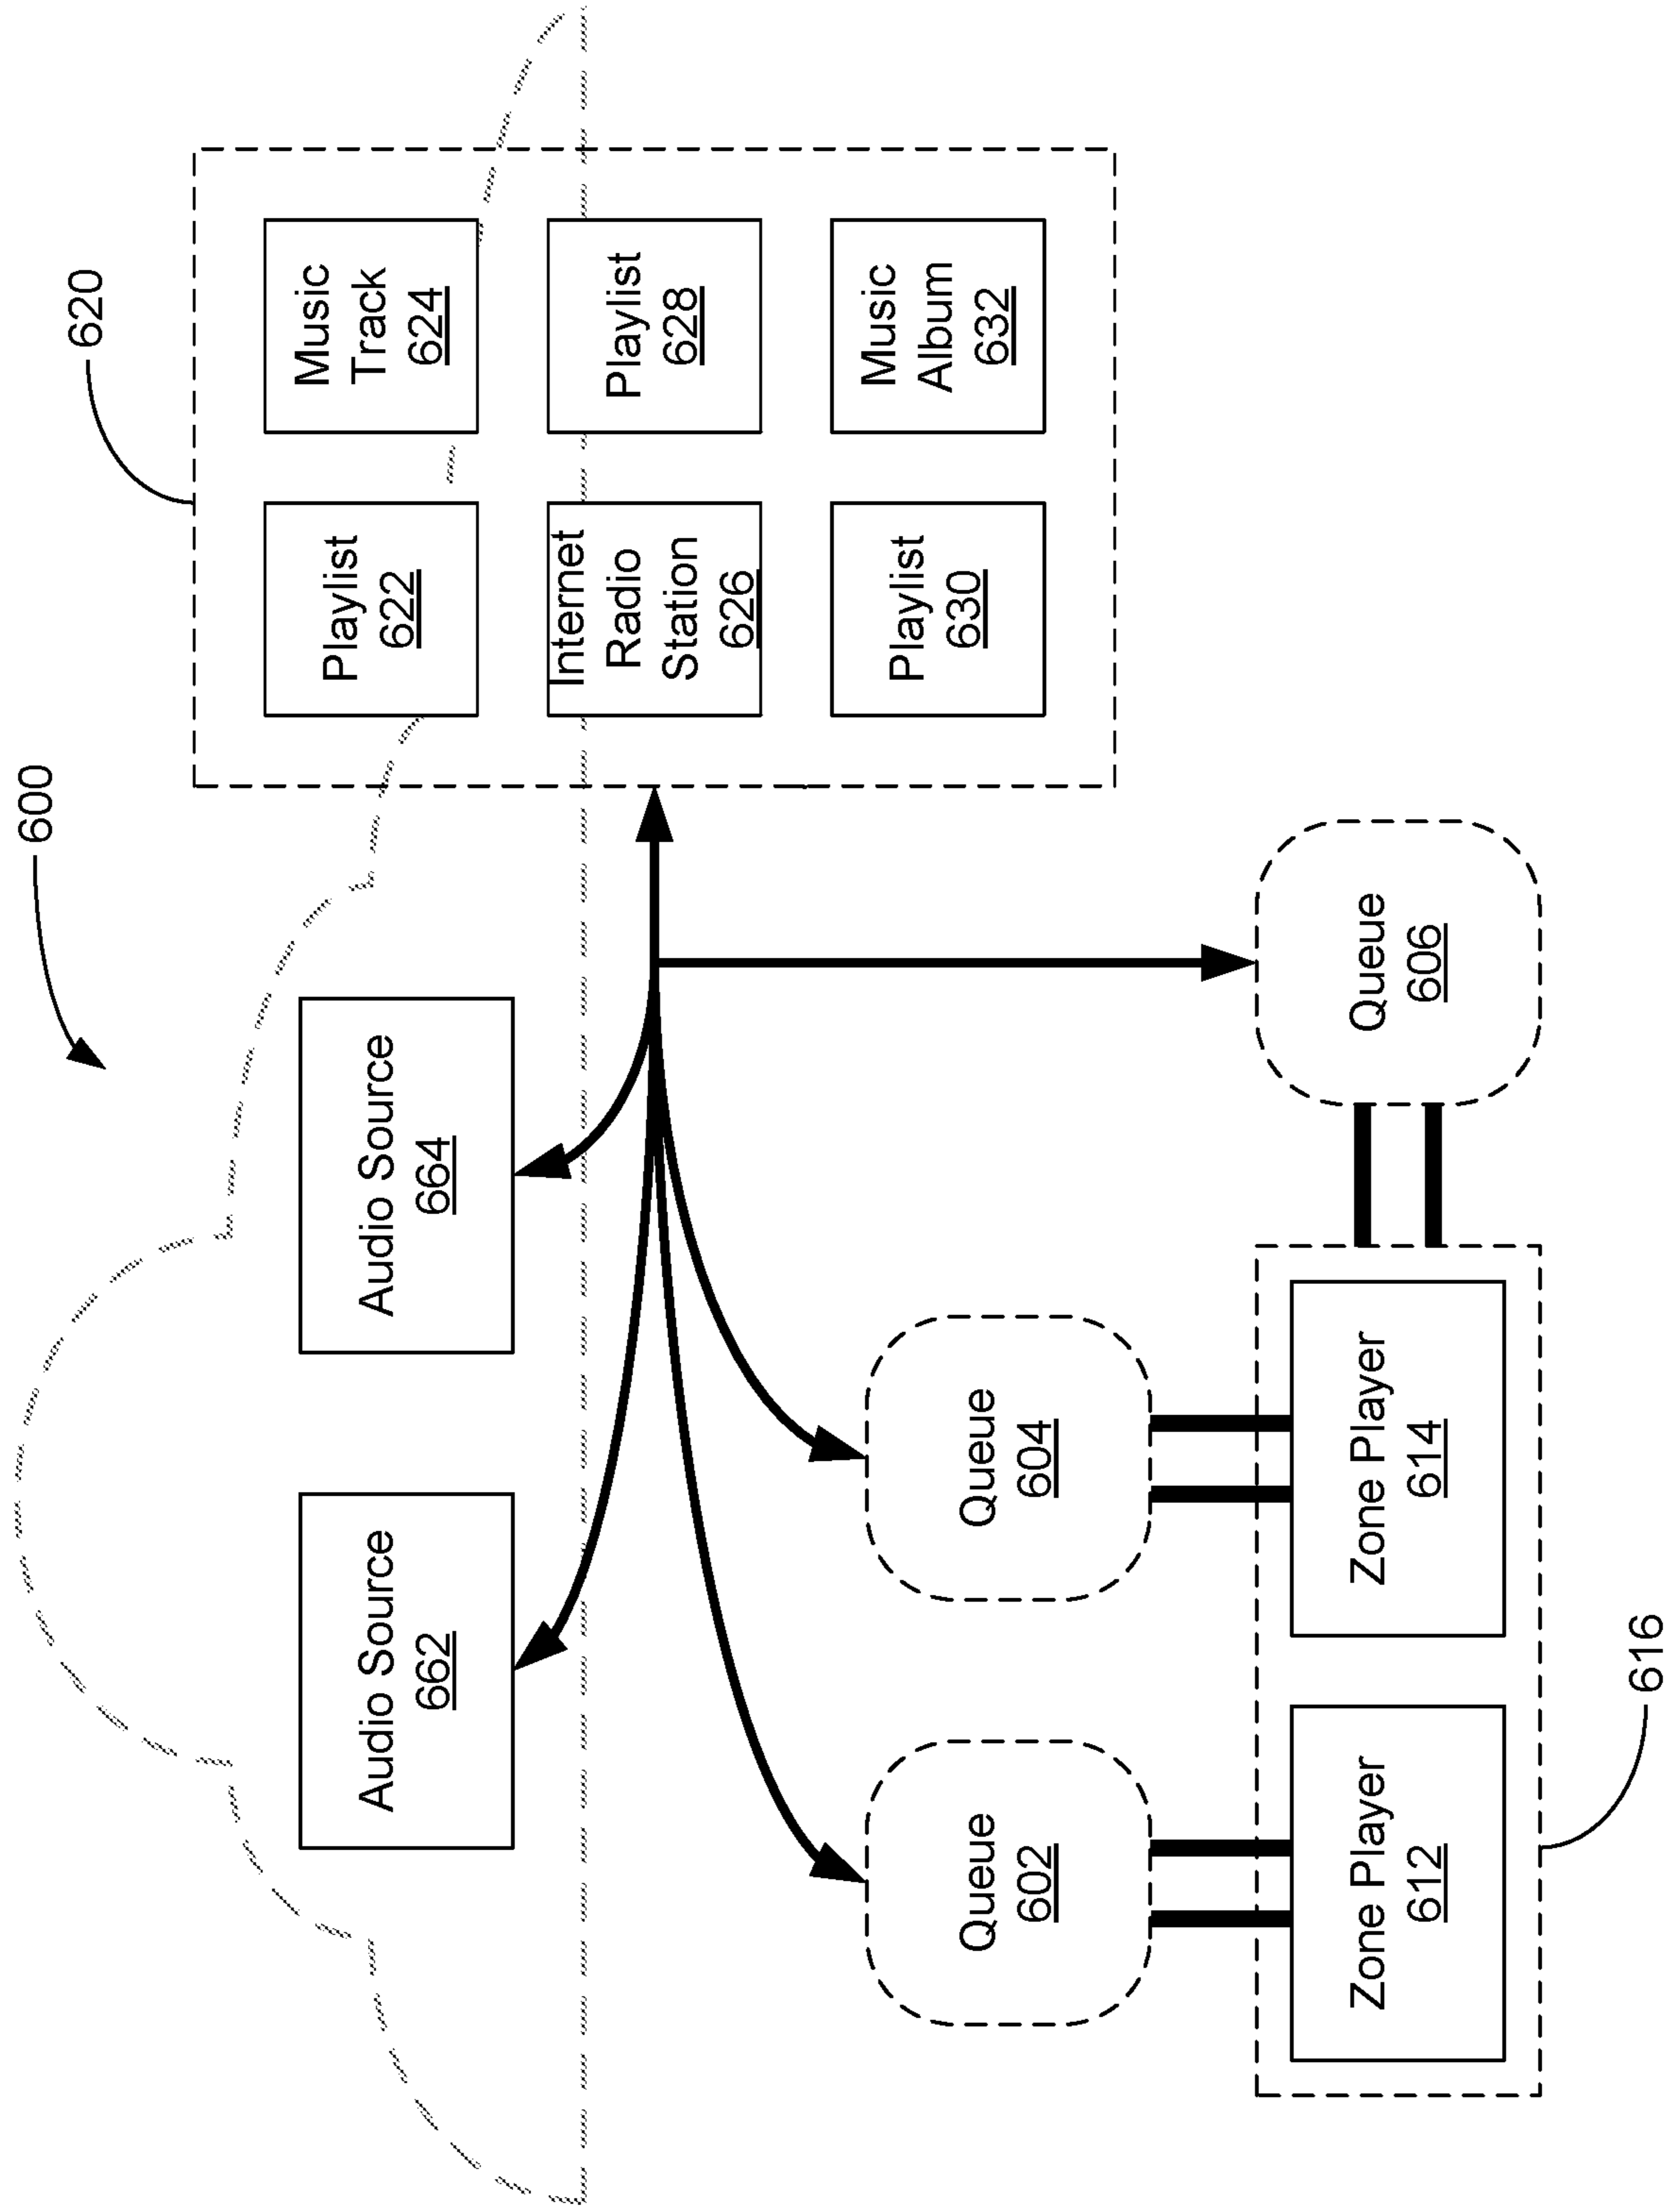 600
620
Audio Source
662
Audio Source
664
Playlist
622
Music
Track
624
Internet
Radio
Station
626
Playlist
628
Playlist
630
Music
Album
632
Queue
602
Queue
604
Queue
606
Zone Player
612
Zone Player
614
616